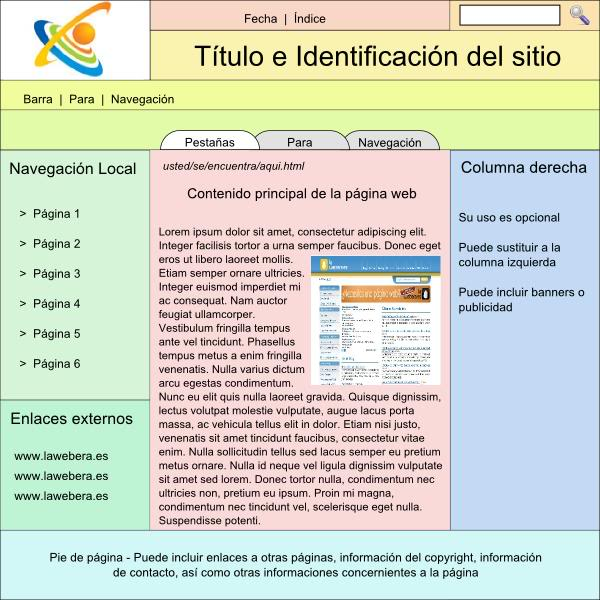 Fecha | Índice
Título e Identificación del sitio
Barra | Para | Navegación
Pestañas Para Navegación
Navegación Local
> Página 1
> Página 2
> Página 3
> Página 4
> Página 5
> Página 6
Enlaces externos
www.lawebera.es
www.lawebera.es
www.lawebera.es
usted/se/encuentra/aqui.html
Contenido principal de la página web
Lorem ipsum dolor sit amet, consectetur adipiscing elit.
Integer facilisis tortor a urna semper faucibus. Donec eget
eros ut libero laoreet mollis.
Etiam semper ornare ultricies.
Integer euismod imperdiet mi
ac consequat. Nam auctor
feugiat ullamcorper.
Vestibulum fringilla tempus
ante vel tincidunt. Phasellus
tempus metus a enim fringilla
venenatis. Nulla varius dictum
arcu egestas condimentum.
Nunc eu elit quis nulla laoreet gravida. Quisque dignissim,
lectus volutpat molestie vulputate, augue lacus porta
massa, ac vehicula tellus elit in dolor. Etiam nisi justo,
venenatis sit amet tincidunt faucibus, consectetur vitae
enim. Nulla sollicitudin tellus sed lacus semper eu pretium
metus ornare. Nulla id neque vel ligula dignissim vulputate
sit amet sed lorem. Donec tortor nulla, condimentum nec
ultricies non, pretium eu ipsum. Proin mi magna,
condimentum nec tincidunt vel, scelerisque eget nulla.
Suspendisse potenti.
Columna derecha
Su uso es opcional
Puede sustituir a la
columna izquierda
Puede incluir banners o
publicidad
Pie de página - Puede incluir enlaces a otras páginas, información del copyright, información
de contacto, así como otras informaciones concernientes a la página